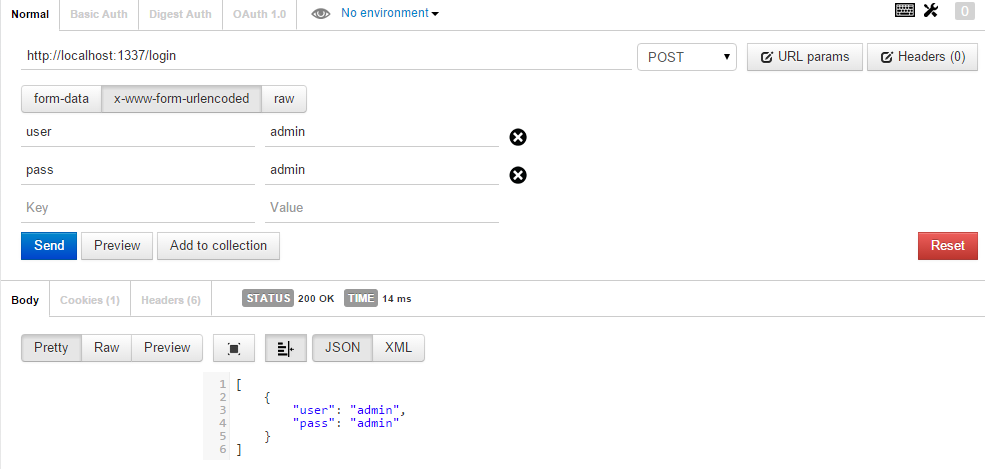 Normal Basic Auth Digest Auth OAuth 1.0 No environment 0
http://localhost:1337/login POST URL params Headers (0)
form-data x-www-form-urlencoded raw
user admin
pass admin
Key Value
Send Preview Add to collection Reset
Body Cookies (1) Headers (6) STATUS 200 OK TIME 14 ms
Pretty Raw Preview JSON XML
1 [
2 {
3 "user": "admin",
4 "pass": "admin"
5 }
6 ]